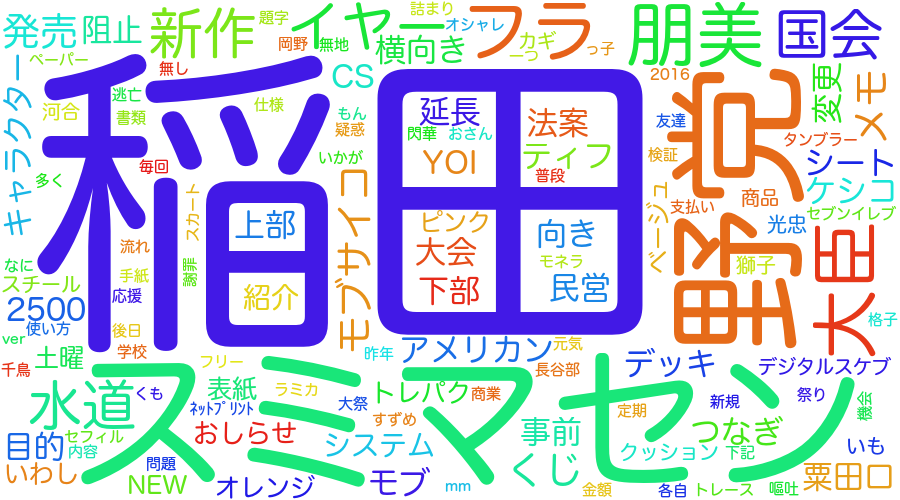 稲田
スミマセン
野党
大臣
朋美
国会
フラ
イヤー
新作
発売
阻止
横向き
CS
ペーパー
題字
岡野
無地
詰まり
オシャレ
カギ
一つ
っ子
無し
逃亡
書類
河合
仕様
もん
疑惑
いかが
毎回
多く
キャラクター
上部
紹介
流れ
スカート
謝罪
手紙
応援
なに
スチール
2500
使い方
ver
後日
学校
千鳥
土曜
モブサイコ
延長
閃華
おさん
YOI
法案
ティフ
普段
ピンク
大会
下部
向き
モネラ
民営
2016
友達
検証
ベージュ
支払い
商品
光忠
獅子
変更
メモ
タンブラー
シート
ケシコ
セブンイレブ
格子
アメリカン
元気
昨年
長谷部
フリー
ラミカ
表紙
水道
くも
ﾈｯﾄﾌﾟﾘﾝﾄ
大祭
トレパク
商業
すずめ
おしらせ
システム
目的
セフィル
内容
いわし
問題
NEW
オレンジ
モブ
mm
事前
くじ
デッキ
定期
クッション
下記
金額
各自
トレース
嘔吐
つなぎ
新規
祭り
デジタルスケブ
機会
いも
粟田口